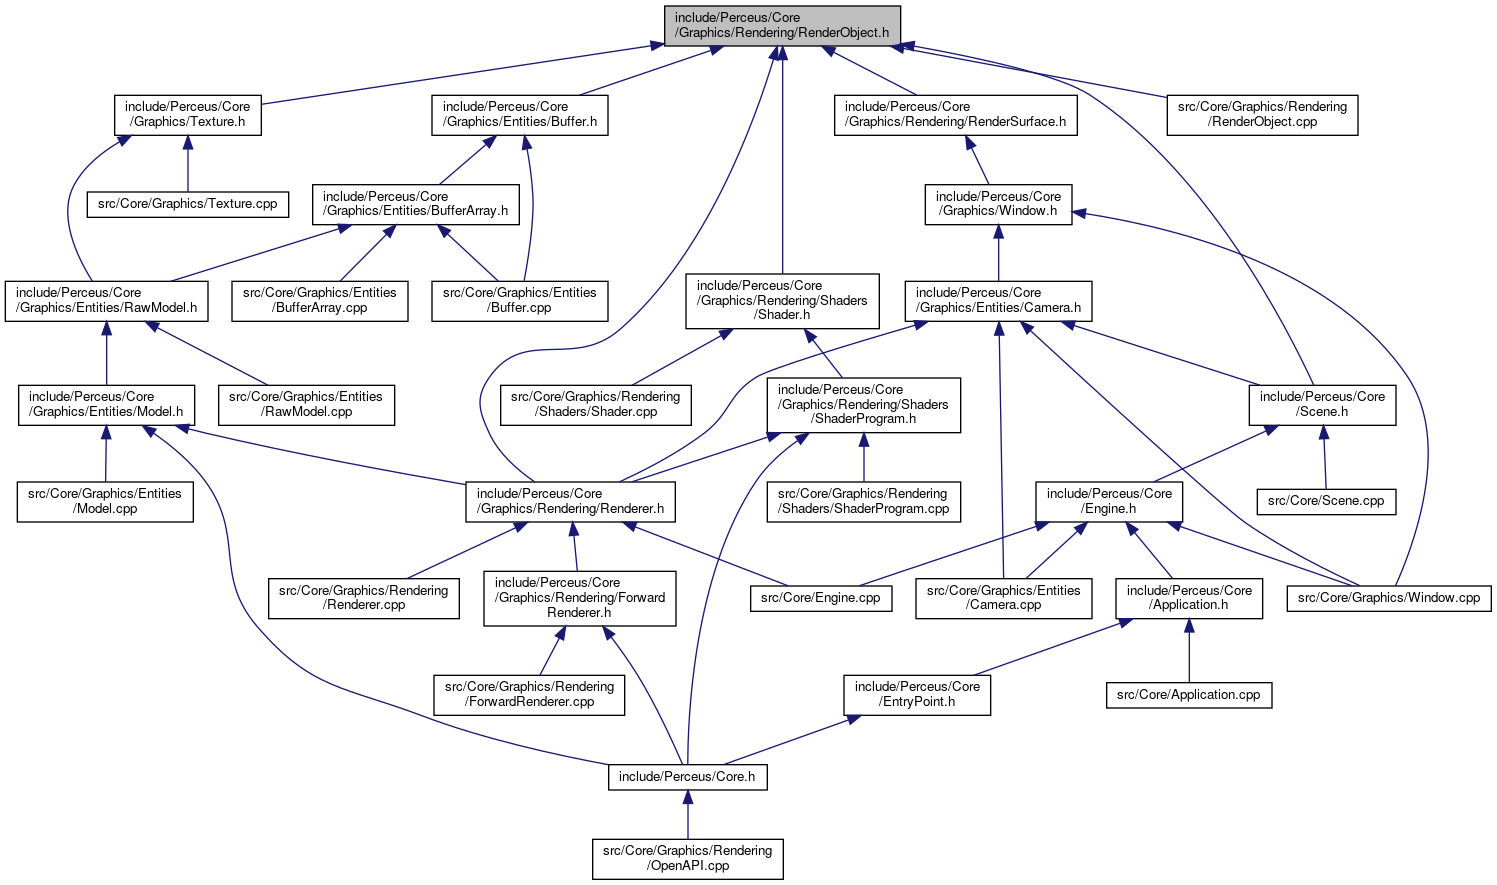 include/Perceus/Core
/Graphics/Rendering/RenderObject.h
include/Perceus/Core
/Graphics/Texture.h
include/Perceus/Core
/Graphics/Entities/Buffer.h
include/Perceus/Core
/Graphics/Rendering/RenderSurface.h
src/Core/Graphics/Rendering
/RenderObject.cpp
src/Core/Graphics/Texture.cpp
include/Perceus/Core
/Graphics/Entities/BufferArray.h
include/Perceus/Core
/Graphics/Window.h
include/Perceus/Core
/Graphics/Entities/RawModel.h
src/Core/Graphics/Entities
/BufferArray.cpp
src/Core/Graphics/Entities
/Buffer.cpp
include/Perceus/Core
/Graphics/Rendering/Shaders
/Shader.h
include/Perceus/Core
/Graphics/Entities/Camera.h
include/Perceus/Core
/Graphics/Entities/Model.h
src/Core/Graphics/Entities
/RawModel.cpp
src/Core/Graphics/Rendering
/Shaders/Shader.cpp
include/Perceus/Core
/Graphics/Rendering/Shaders
/ShaderProgram.h
include/Perceus/Core
/Scene.h
src/Core/Graphics/Entities
/Model.cpp
include/Perceus/Core
/Graphics/Rendering/Renderer.h
src/Core/Graphics/Rendering
/Shaders/ShaderProgram.cpp
include/Perceus/Core
/Engine.h
src/Core/Scene.cpp
src/Core/Graphics/Rendering
/Renderer.cpp
include/Perceus/Core
/Graphics/Rendering/Forward
Renderer.h
src/Core/Engine.cpp
src/Core/Graphics/Entities
/Camera.cpp
include/Perceus/Core
/Application.h
src/Core/Graphics/Window.cpp
src/Core/Graphics/Rendering
/ForwardRenderer.cpp
include/Perceus/Core
/EntryPoint.h
src/Core/Application.cpp
include/Perceus/Core.h
src/Core/Graphics/Rendering
/OpenAPI.cpp